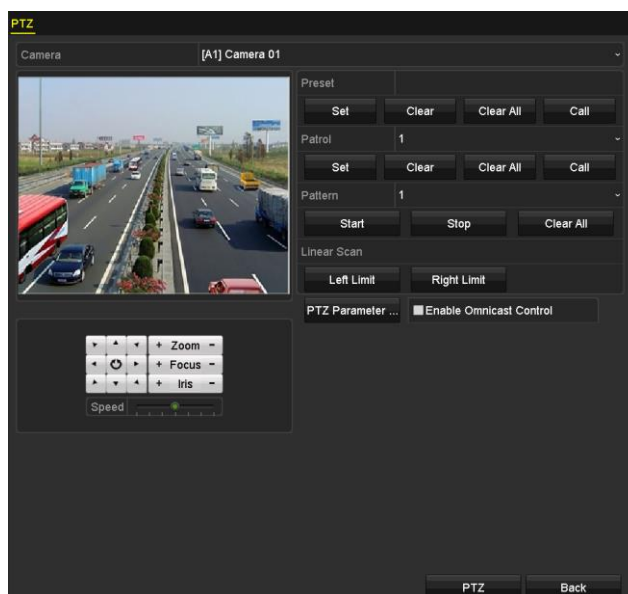 PTZ
Camera [A1] Camera 01
Preset
Set Clear Clear All Call
Patrol 1
Set Clear Clear All Call
Pattern 1
Start Stop Clear All
Linear Scan
Left Limit Right Limit
PTZ Parameter ... Enable Omnicast Control
+ Zoom -
+ Focus -
+ Iris -
Speed
PTZ Back